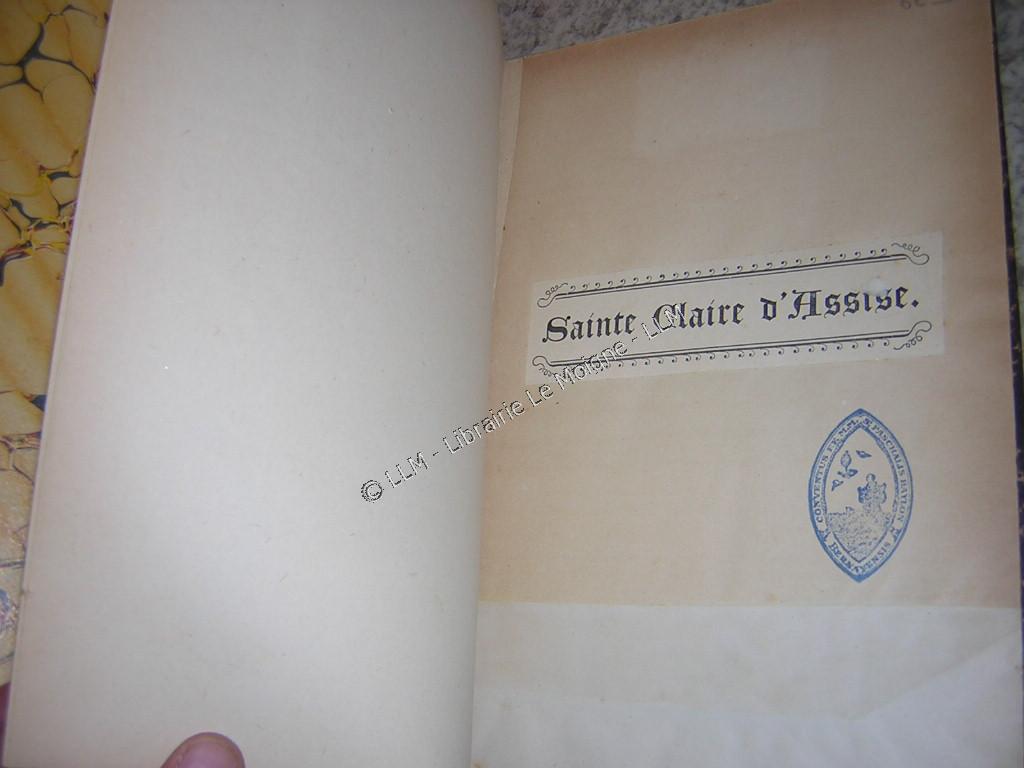 Sainte Claire d'Assise.
© LLM - Librairie Le Moigne - LLM
CONVENTUS FF. MM. S. PASCHALIS BAYLON